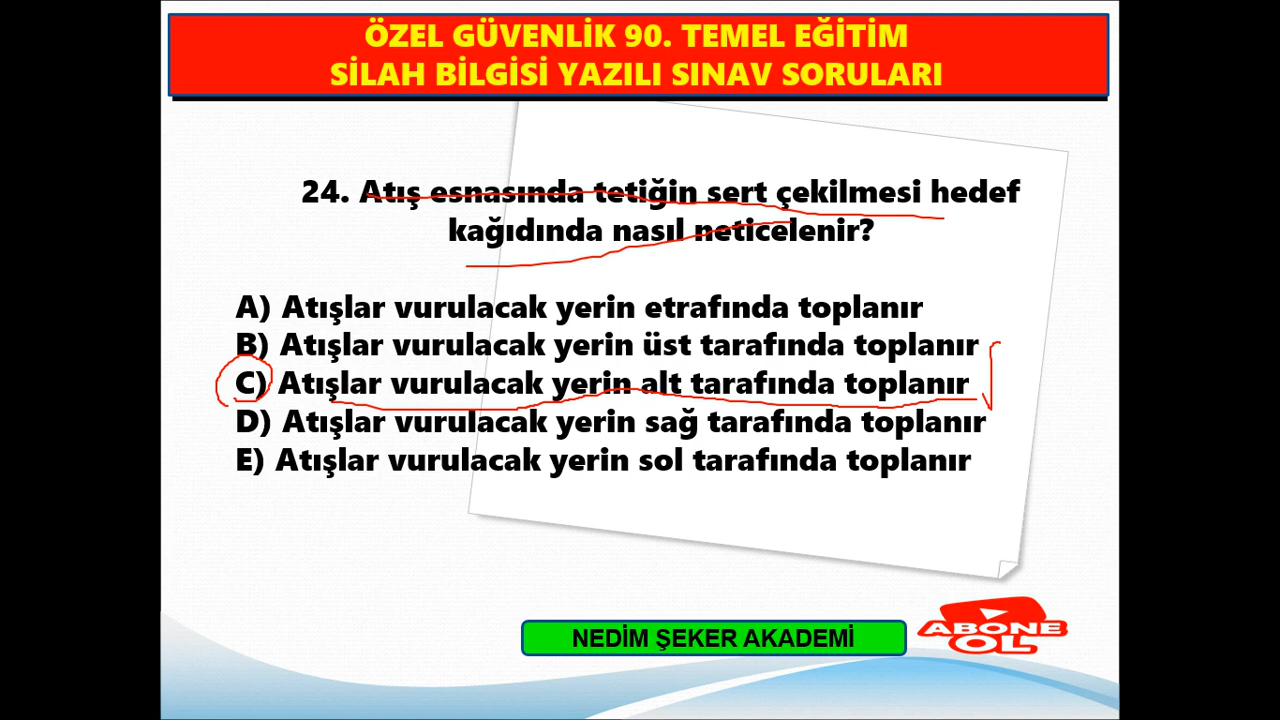 ÖZEL GÜVENLİK 90. TEMEL EĞİTİM
SİLAH BİLGİSİ YAZILI SINAV SORULARI
24. Atış esnasında tetiğin sert çekilmesi hedef
kağıdında nasıl neticelenir?
A) Atışlar vurulacak yerin etrafında toplanır
B) Atışlar vurulacak yerin üst tarafında toplanır
C) Atışlar vurulacak yerin alt tarafında toplanır
D) Atışlar vurulacak yerin sağ tarafında toplanır
E) Atışlar vurulacak yerin sol tarafında toplanır
NEDİM ŞEKER AKADEMİ
ABONE
OL